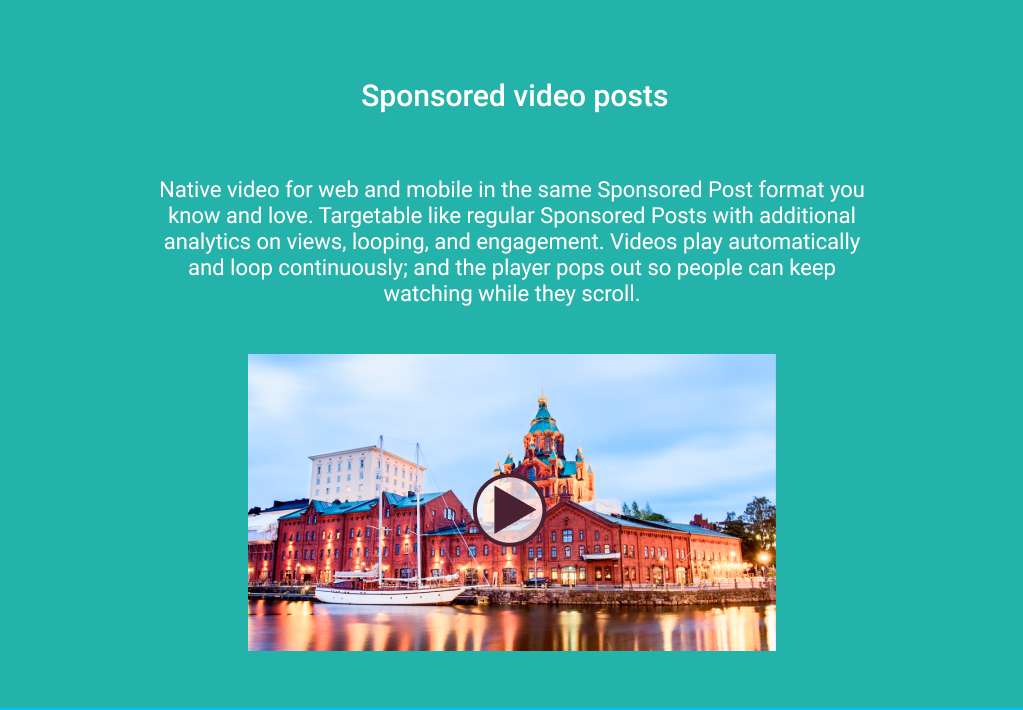 Sponsored video posts
Native video for web and mobile in the same Sponsored Post format you
know and love. Targetable like regular Sponsored Posts with additional
analytics on views, looping, and engagement. Videos play automatically
and loop continuously; and the player pops out so people can keep
watching while they scroll.